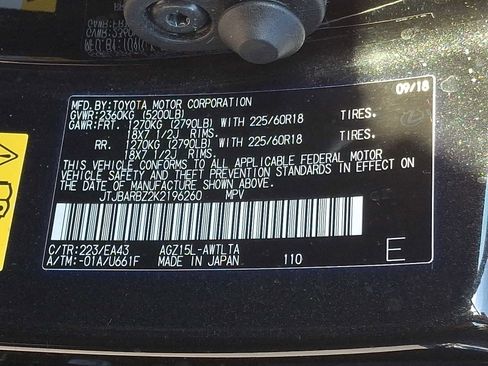 09/18
MFD. BY: TOYOTA MOTOR CORPORATION
GVWR: 2360KG (5200LB)
GAWR: FRT. 1270KG (2790LB) WITH 225/60R18 TIRES.
18X7 1/2J RIMS.
RR. 1270KG (2790LB) WITH 225/60R18 TIRES.
18X7 1/2J RIMS.
THIS VEHICLE CONFORMS TO ALL APPLICABLE FEDERAL MOTOR
VEHICLE SAFETY AND THEFT PREVENTION STANDARDS IN EFFECT
ON THE DATE OF MANUFACTURE SHOWN ABOVE.
JTJBARBZ2K2196260 MPV
C/TR: 223/EA43 AGZ15L-AWTLTA
A/TM: -01A/U661F MADE IN JAPAN 110 E